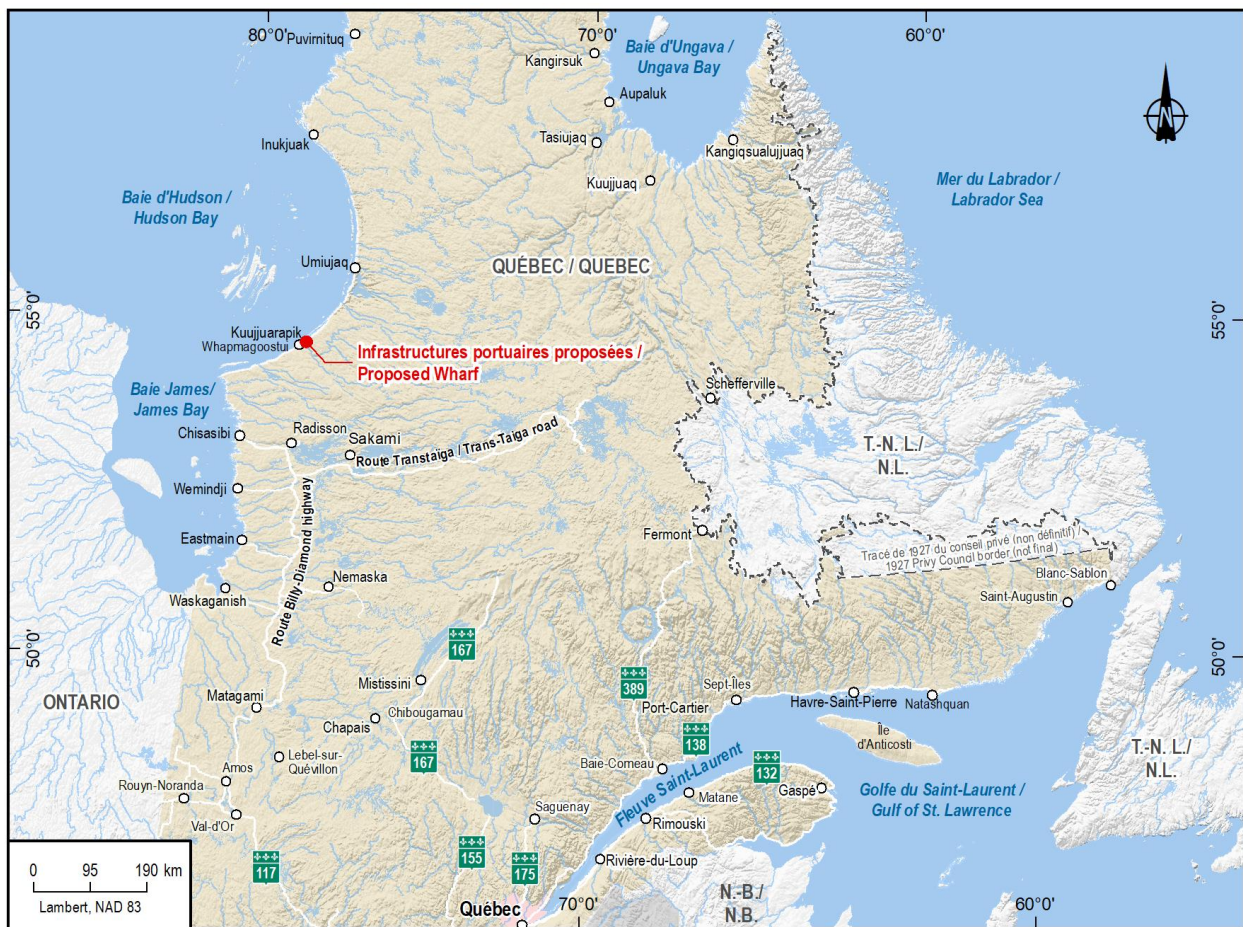 80°0'
70°0'
60°0'
Puvirnituq
Kangirsuk
Baie d'Ungava /
Ungava Bay
Aupaluk
Inukjuak
Tasiujaq
Kangiqsualujjuaq
Kuujjuaq
N
Baie d'Hudson /
Hudson Bay
Mer du Labrador /
Labrador Sea
Umiujaq
QUÉBEC / QUEBEC
55°0'
55°0'
Kuujjuarapik
Whapmagoostui
Infrastructures portuaires proposées /
Proposed Wharf
Baie James/
James Bay
Schefferville
Chisasibi
Radisson
Sakami
Route Transtaiga / Trans-Taiga road
T.-N. L./
N.L.
Wemindji
Eastmain
Fermont
Tracé de 1927 du conseil privé (non définitif) /
1927 Privy Council border (not final)
Route Billy-Diamond highway
Nemaska
Waskaganish
Blanc-Sablon
Saint-Augustin
50°0'
50°0'
167
Mistissini
389
Sept-Îles
ONTARIO
Matagami
Chibougamau
Port-Cartier
Havre-Saint-Pierre
Natashquan
Chapais
138
Île
d'Anticosti
Lebel-sur-
Quévillon
167
Baie-Comeau
132
T.-N. L./
N.L.
Amos
Rouyn-Noranda
Fleuve Saint-Laurent
Matane
Gaspé
Golfe du Saint-Laurent /
Gulf of St. Lawrence
Val-d'Or
Saguenay
Rimouski
117
155
175
Rivière-du-Loup
0 95 190 km
Lambert, NAD 83
N.-B./
N.B.
Québec
70°0'
60°0'